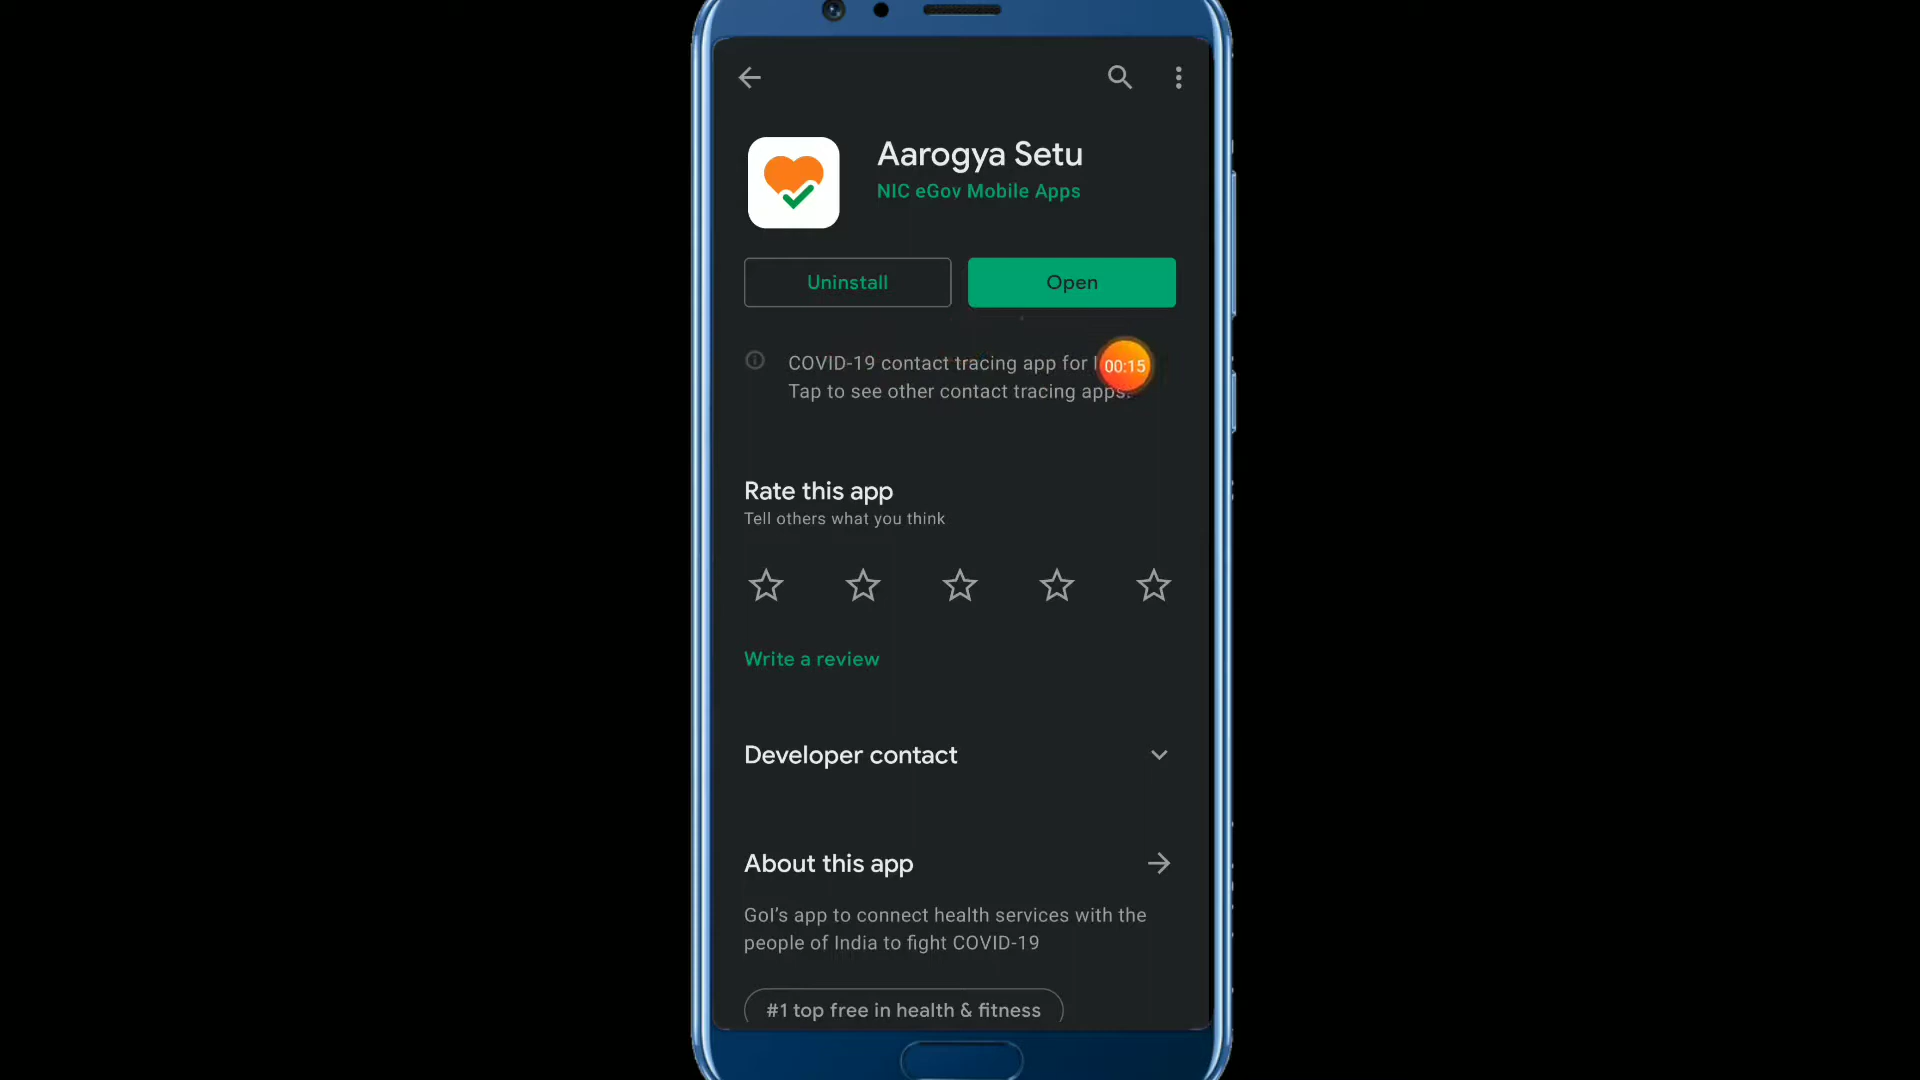 Aarogya Setu
NIC eGov Mobile Apps
Uninstall
Open
COVID-19 contact tracing app for
00:15
Tap to see other contact tracing apps.
Rate this app
Tell others what you think
Write a review
Developer contact
About this app
GoI's app to connect health services with the
people of India to fight COVID-19
#1 top free in health & fitness